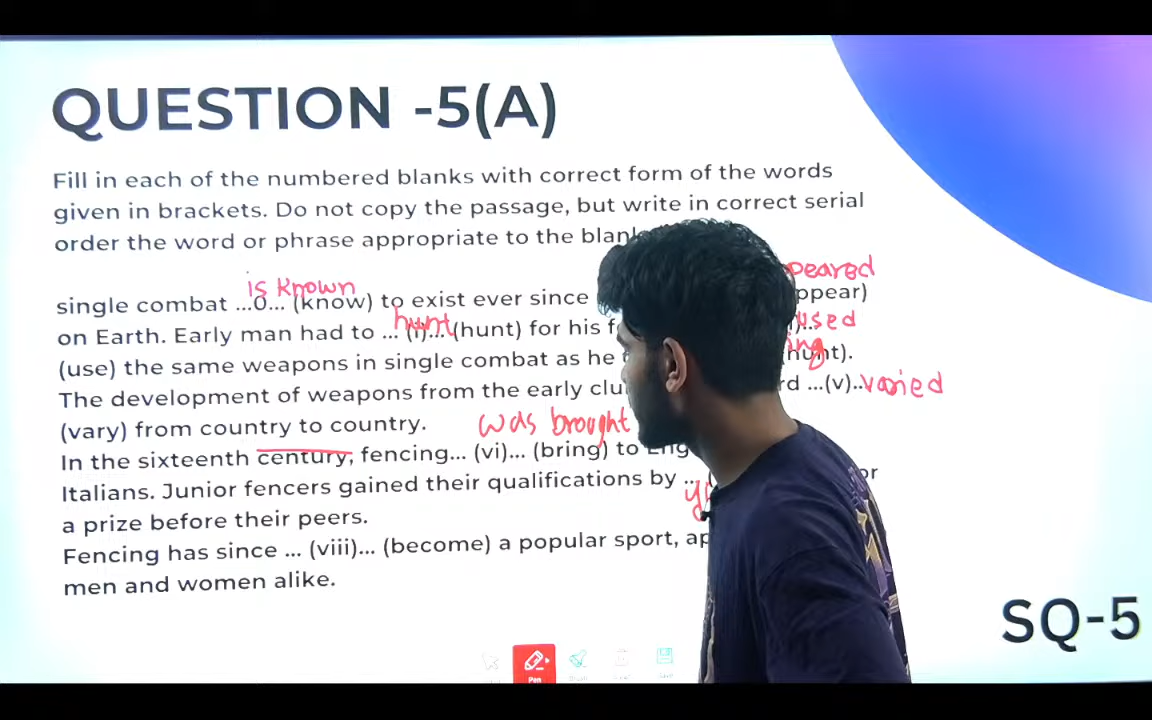 QUESTION -5(A)
Fill in each of the numbered blanks with correct form of the words
given in brackets. Do not copy the passage, but write in correct serial
order the word or phrase appropriate to the
is known
single combat ...0... (know) to exist ever since
hunt
on Earth. Early man had to ... (i)... (hunt) for his
used
(use) the same weapons in single combat as he
The development of weapons from the early
...(v)... varied
(vary) from country to country.
was brought
In the sixteenth century, fencing... (vi)... (bring) to
Italians. Junior fencers gained their qualifications by ...
a prize before their peers.
Fencing has since ... (viii)... (become) a popular sport,
men and women alike.
SQ-5
Pen